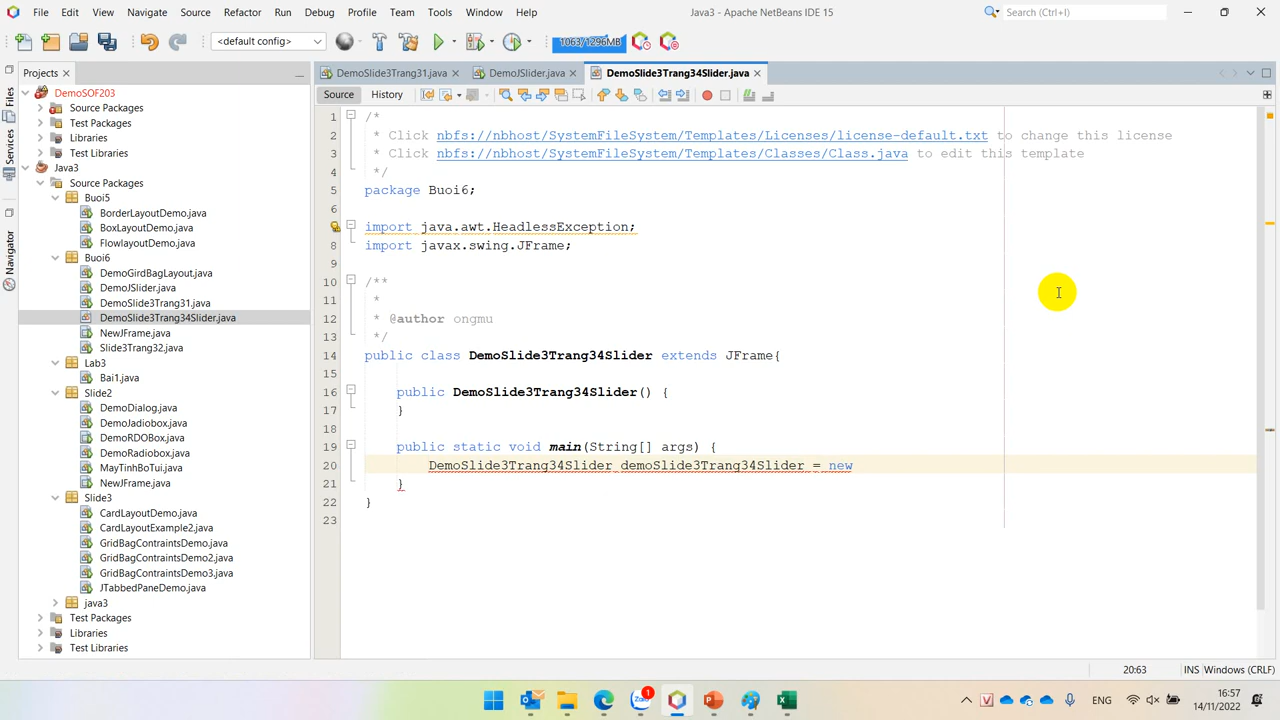 File Edit View Navigate Source Refactor Run Debug Profile Team Tools Window Help
Java3 - Apache NetBeans IDE 15
Search (Ctrl+I)
<default config>
1063/1296MB
Projects
DemoSlide3Trang31.java
DemoJSlider.java
DemoSlide3Trang34Slider.java
Source History
Files
Services
Navigator
DemoSOF203
Source Packages
Test Packages
Libraries
Test Libraries
Java3
Source Packages
Buoi5
BorderLayoutDemo.java
BoxLayoutDemo.java
FlowlayoutDemo.java
Buoi6
DemoGirdBagLayout.java
DemoJSlider.java
DemoSlide3Trang31.java
DemoSlide3Trang34Slider.java
NewJFrame.java
Slide3Trang32.java
Lab3
Bai1.java
Slide2
DemoDialog.java
DemoJadiobox.java
DemoRDOBox.java
DemoRadiobox.java
MayTinhBoTui.java
NewJFrame.java
Slide3
CardLayoutDemo.java
CardLayoutExample2.java
GridBagContraintsDemo.java
GridBagContraintsDemo2.java
GridBagContraintsDemo3.java
JTabbedPaneDemo.java
java3
Test Packages
Libraries
Test Libraries
1 /*
2 * Click nbfs://nbhost/SystemFileSystem/Templates/Licenses/license-default.txt to change this license
3 * Click nbfs://nbhost/SystemFileSystem/Templates/Classes/Class.java to edit this template
4 */
5 package Buoi6;
6
7 import java.awt.HeadlessException;
8 import javax.swing.JFrame;
9
10 /**
11 *
12 * @author ongmu
13 */
14 public class DemoSlide3Trang34Slider extends JFrame{
15
16 public DemoSlide3Trang34Slider() {
17 }
18
19 public static void main(String[] args) {
20 DemoSlide3Trang34Slider demoSlide3Trang34Slider = new
21 }
22 }
23
20:63 INS Windows (CRLF)
Zalo 1
ENG
16:57
14/11/2022